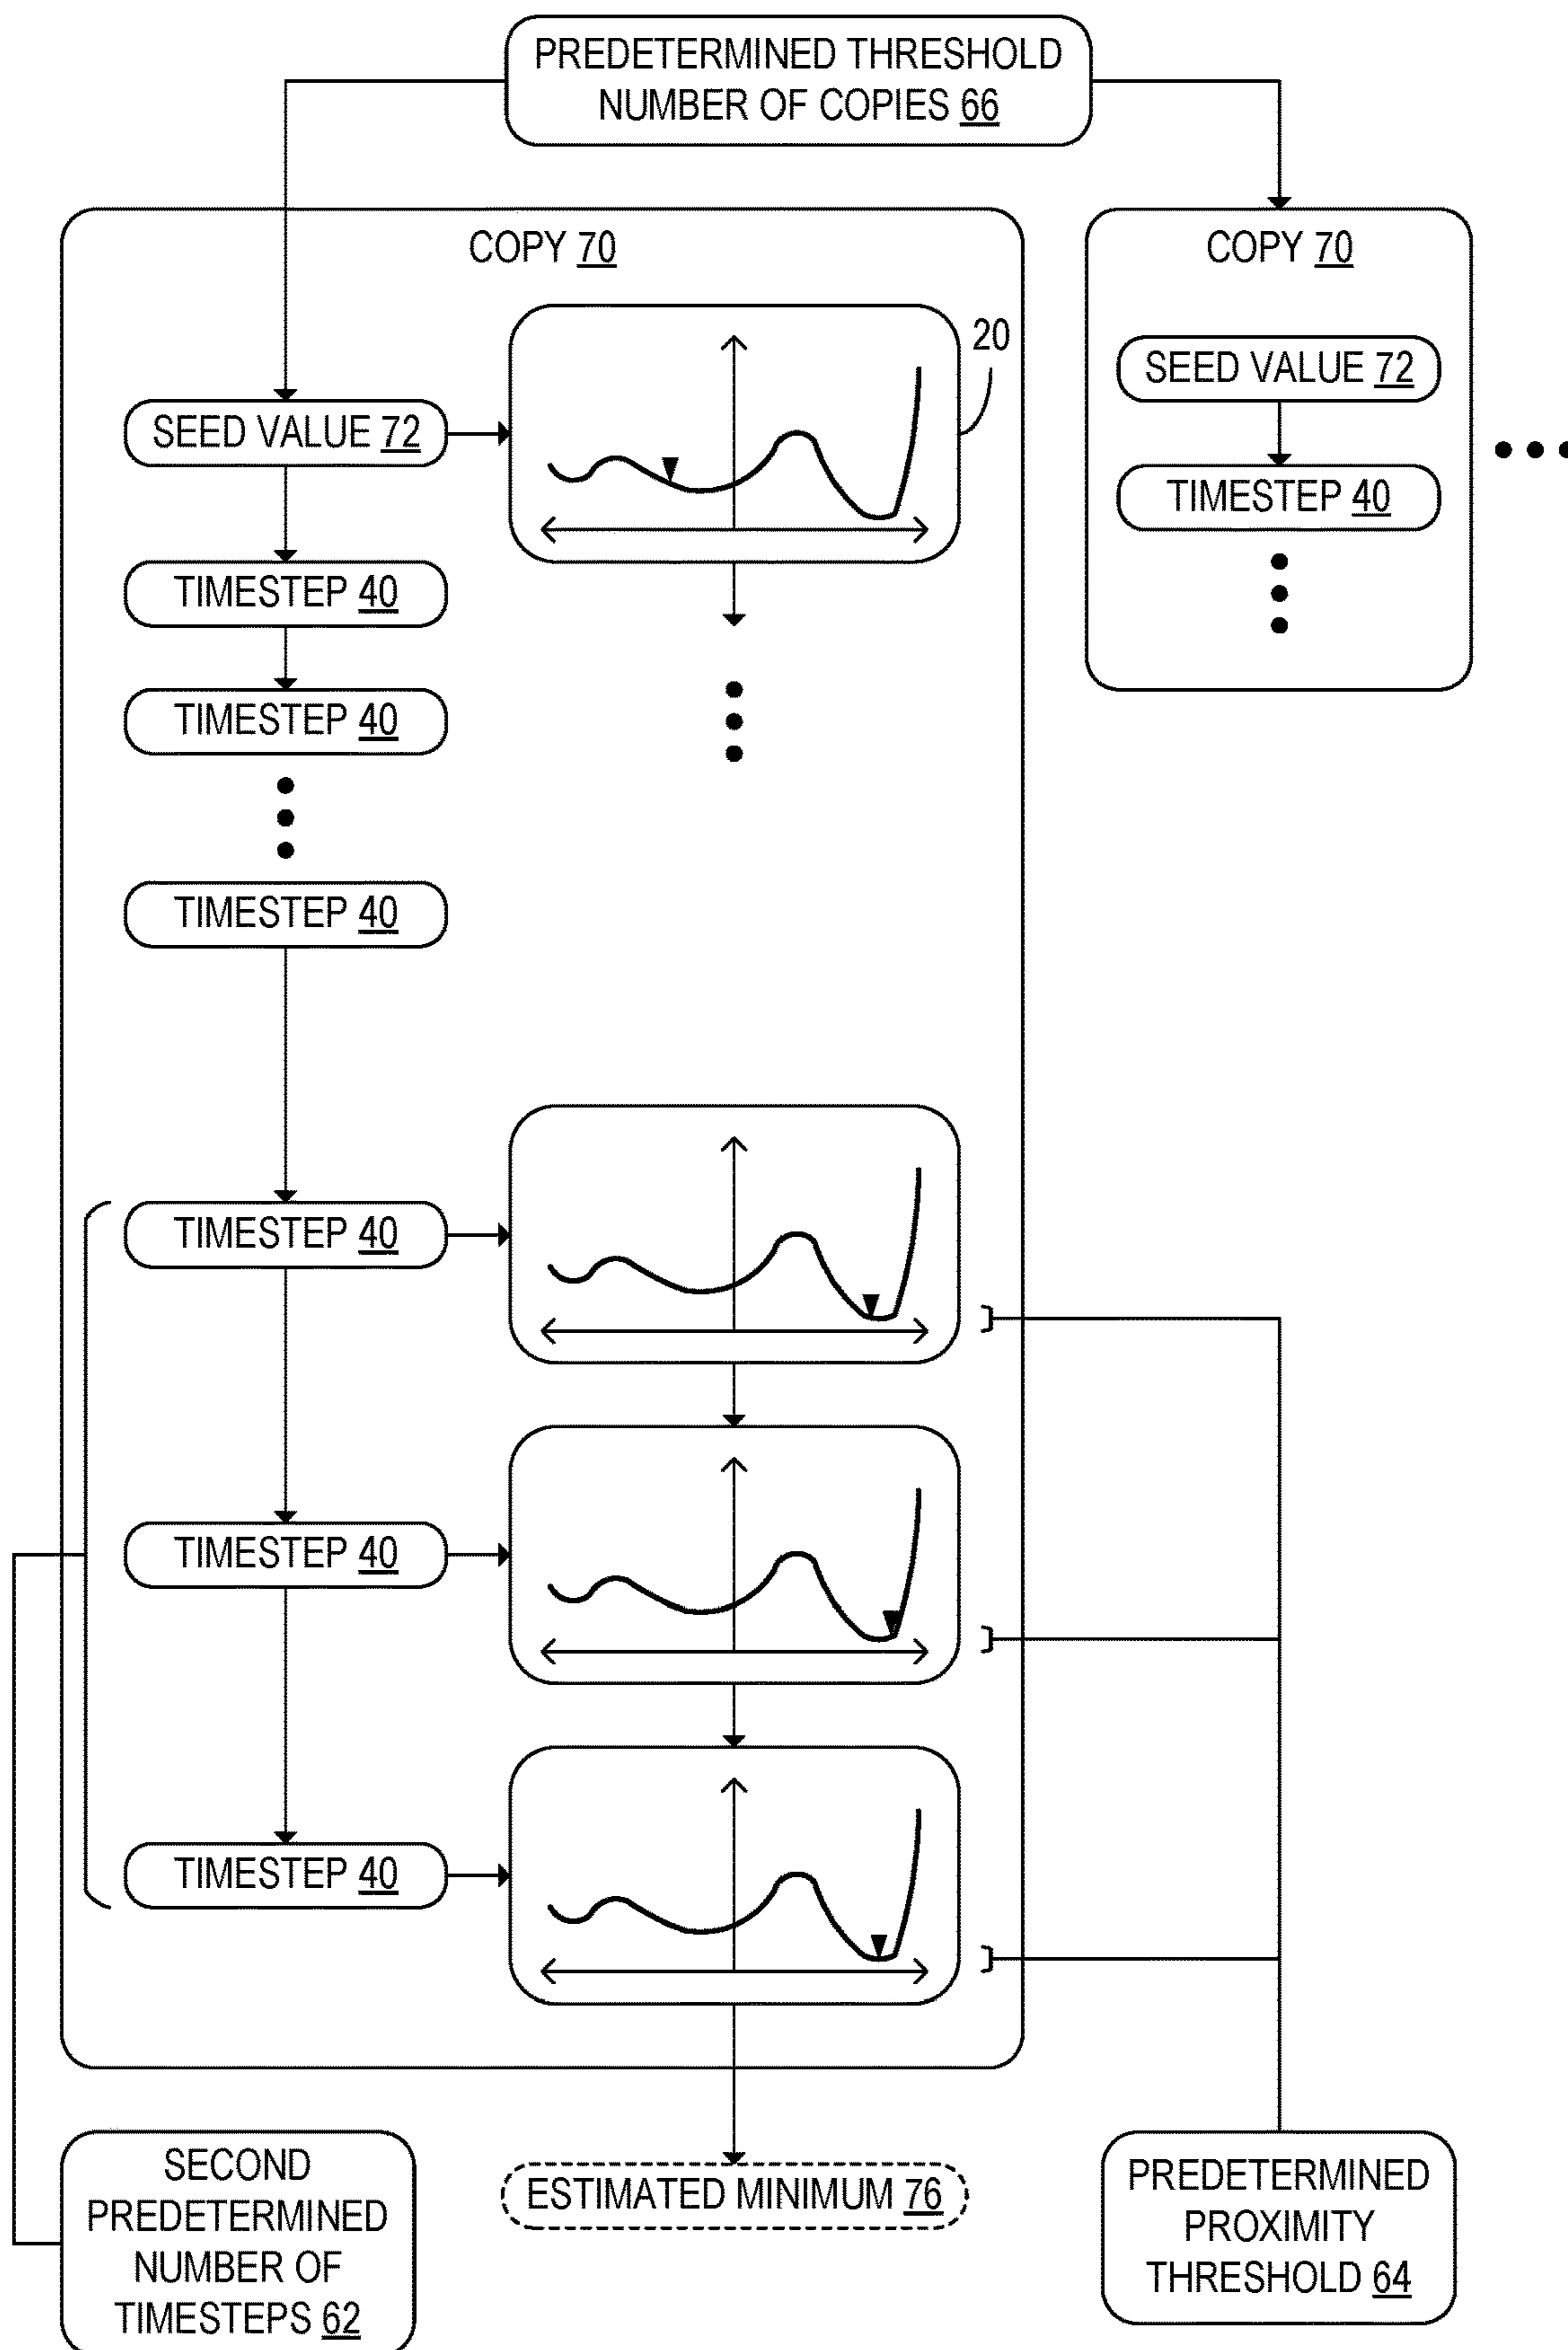 PREDETERMINED THRESHOLD
NUMBER OF COPIES 66
COPY 70
20
SEED VALUE 72
TIMESTEP 40
TIMESTEP 40
TIMESTEP 40
TIMESTEP 40
TIMESTEP 40
TIMESTEP 40
COPY 70
SEED VALUE 72
TIMESTEP 40
SECOND
PREDETERMINED
NUMBER OF
TIMESTEPS 62
ESTIMATED MINIMUM 76
PREDETERMINED
PROXIMITY
THRESHOLD 64